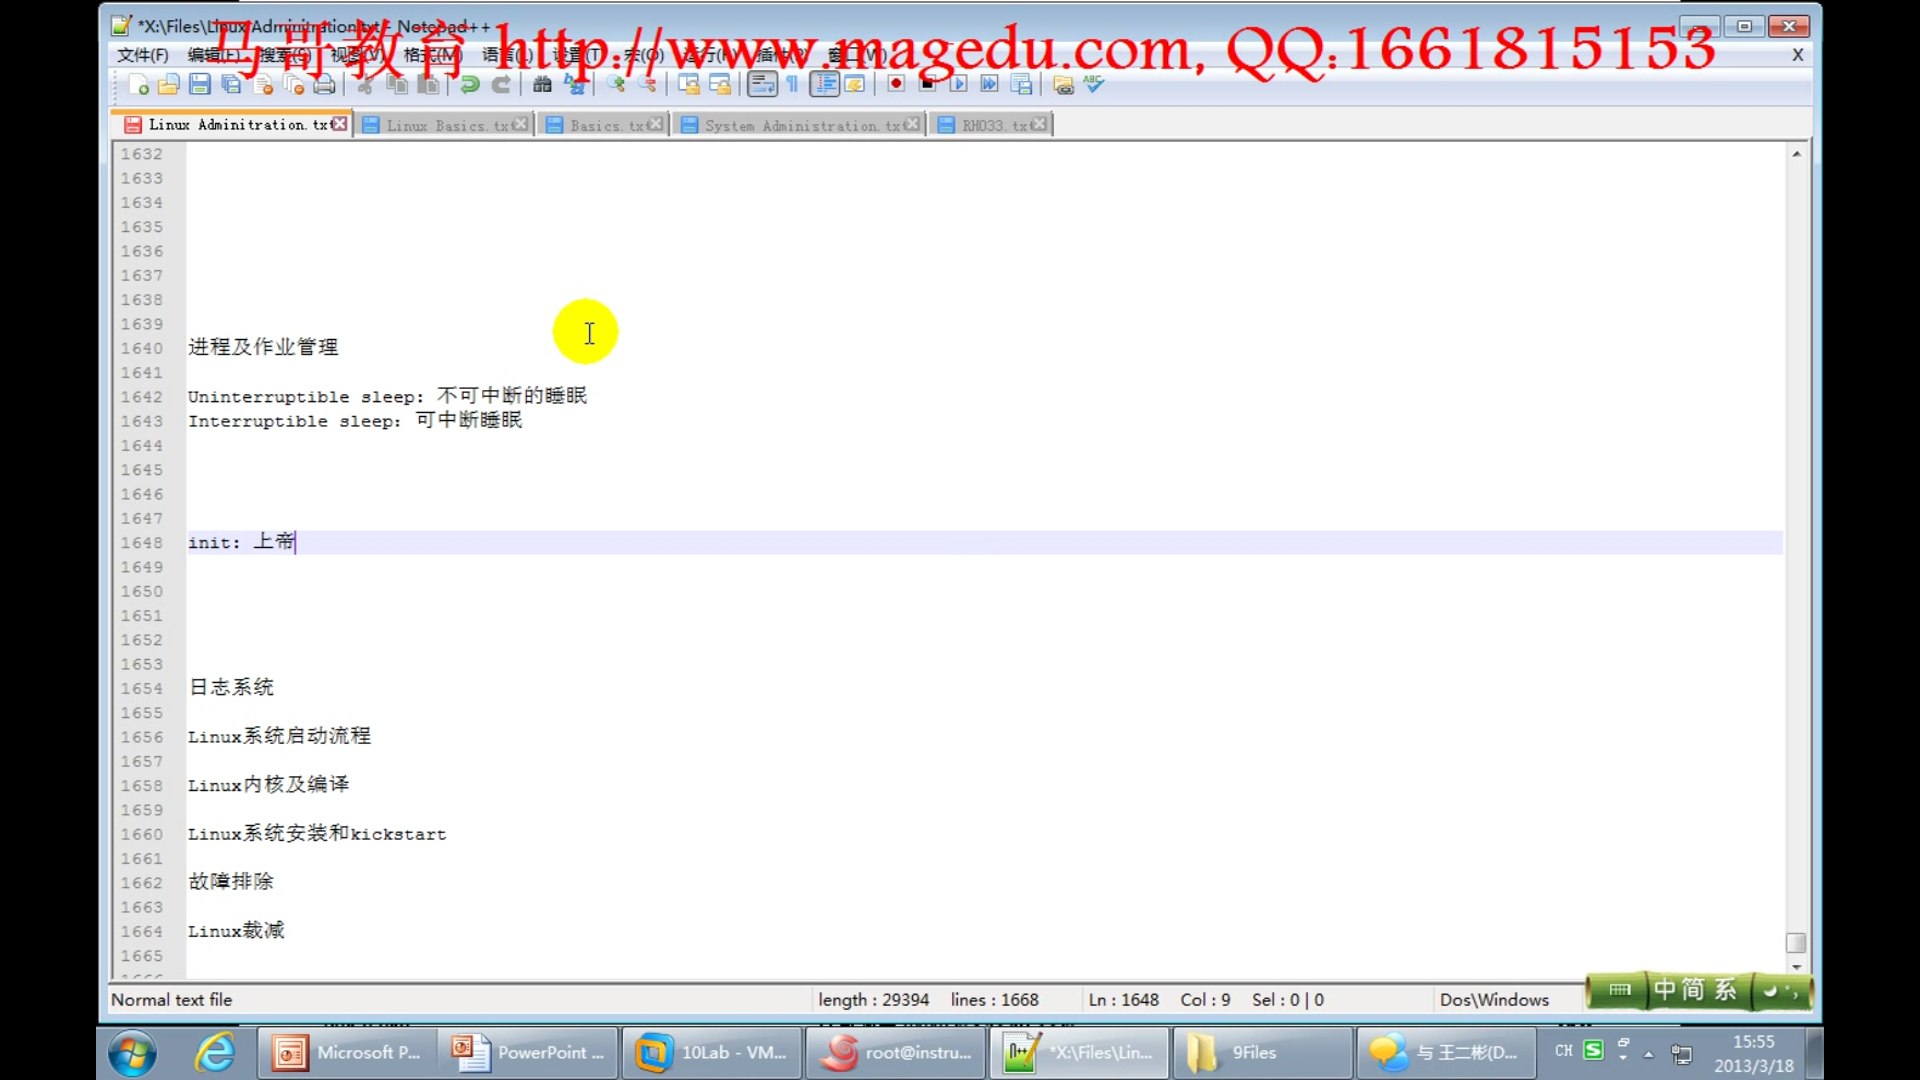 *X:\Files\Linux Adminitration.txt - Notepad++
马哥教育 http://www.magedu.com, QQ:1661815153
文件(F) 编辑(E) 搜索(S) 视图(V) 格式(M) 语言(L) 设置(T) 宏(O) 运行(R) 插件(P) 窗口(W) X
Linux Adminitration.txt Linux Basics.txt Basics.txt System Administration.txt RH033.txt
1632
1633
1634
1635
1636
1637
1638
1639
1640 进程及作业管理
1641
1642 Uninterruptible sleep: 不可中断的睡眠
1643 Interruptible sleep: 可中断睡眠
1644
1645
1646
1647
1648 init: 上帝
1649
1650
1651
1652
1653
1654 日志系统
1655
1656 Linux系统启动流程
1657
1658 Linux内核及编译
1659
1660 Linux系统安装和kickstart
1661
1662 故障排除
1663
1664 Linux裁减
1665
Normal text file length : 29394 lines : 1668 Ln : 1648 Col : 9 Sel : 0 | 0 Dos\Windows
中简系
Microsoft P... PowerPoint ... 10Lab - VM... root@instru... *X:\Files\Lin... 9Files 与 王二彬(D... CH 15:55
2013/3/18